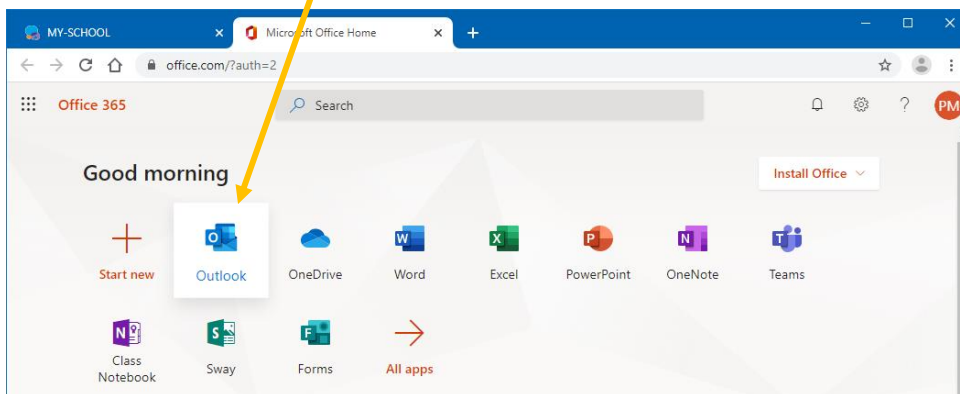 MY-SCHOOL
Microsoft Office Home
office.com/?auth=2
Office 365
Search
?
PM
Good morning
Install Office
Start new
Outlook
OneDrive
Word
Excel
PowerPoint
OneNote
Teams
Class
Notebook
Sway
Forms
All apps